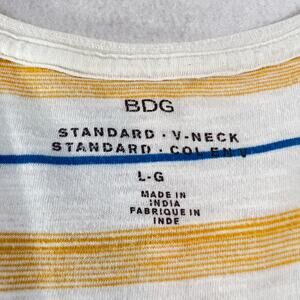 BDG
STANDARD · V-NECK
STANDARD · COL EN V
L-G
MADE IN
INDIA
FABRIQUE IN
INDE